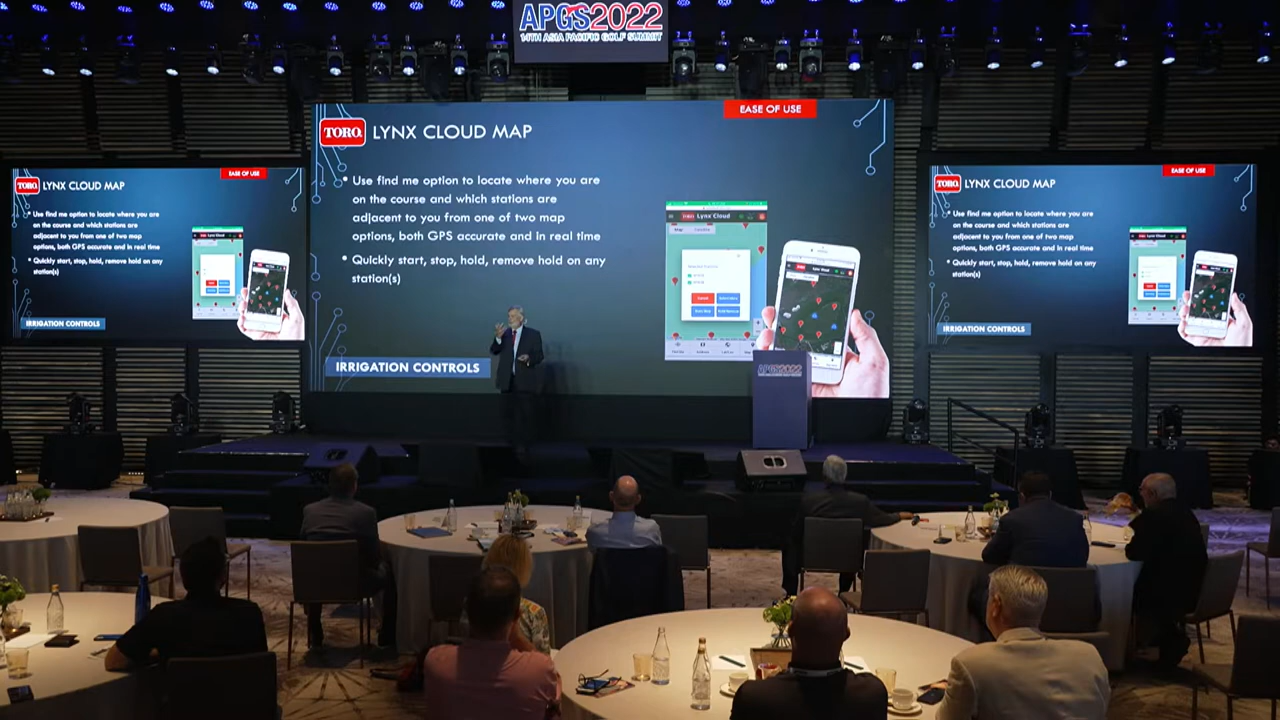 APGS2022
14TH ASIA PACIFIC GOLF SUMMIT
EASE OF USE
TORO LYNX CLOUD MAP
• Use find me option to locate where you are
on the course and which stations are
adjacent to you from one of two map
options, both GPS accurate and in real time
• Quickly start, stop, hold, remove hold on any
station(s)
TORO Lynx Cloud
Map
IRRIGATION CONTROLS
APGS2022
EASE OF USE
TORO LYNX CLOUD MAP
• Use find me option to locate where you are
on the course and which stations are
adjacent to you from one of two map
options, both GPS accurate and in real time
• Quickly start, stop, hold, remove hold on any
station(s)
Lynx Cloud
IRRIGATION CONTROLS
EASE OF USE
TORO LYNX CLOUD MAP
• Use find me option to locate where you are
on the course and which stations are
adjacent to you from one of two map
options, both GPS accurate and in real time
• Quickly start, stop, hold, remove hold on any
station(s)
Lynx Cloud
IRRIGATION CONTROLS